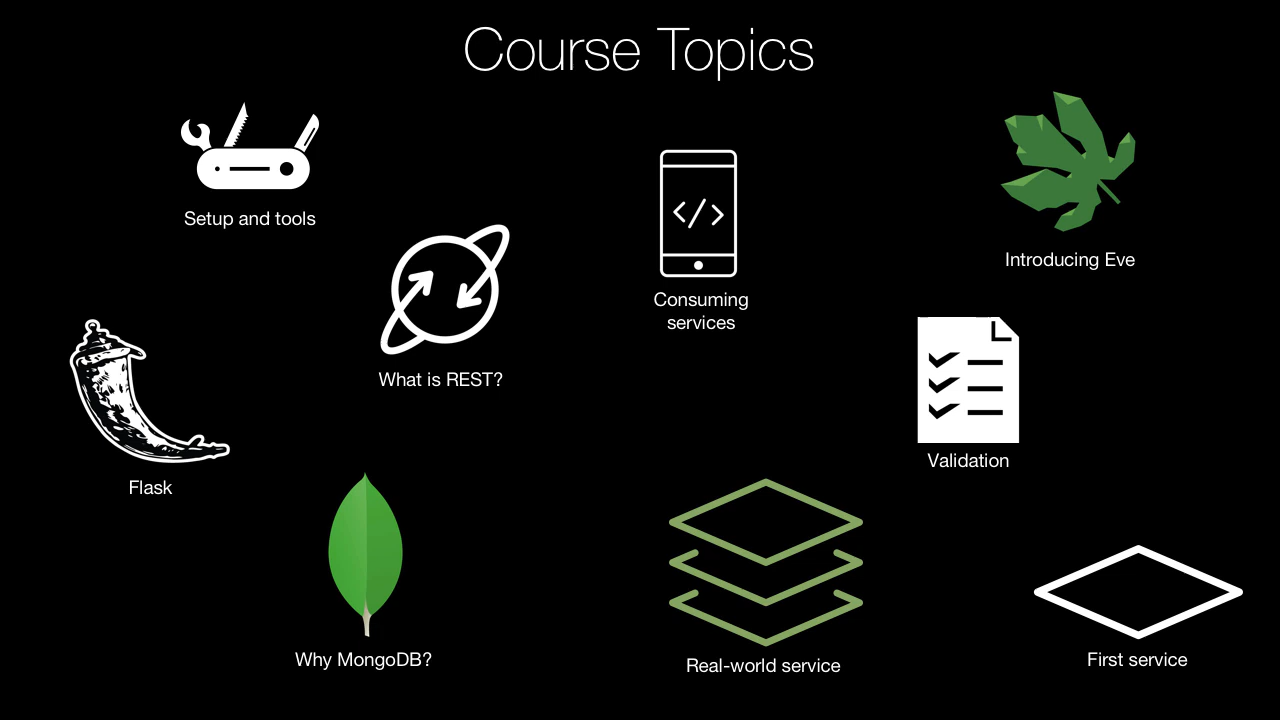 Course Topics
Setup and tools
What is REST?
Consuming
services
Introducing Eve
Flask
Validation
Why MongoDB?
Real-world service
First service